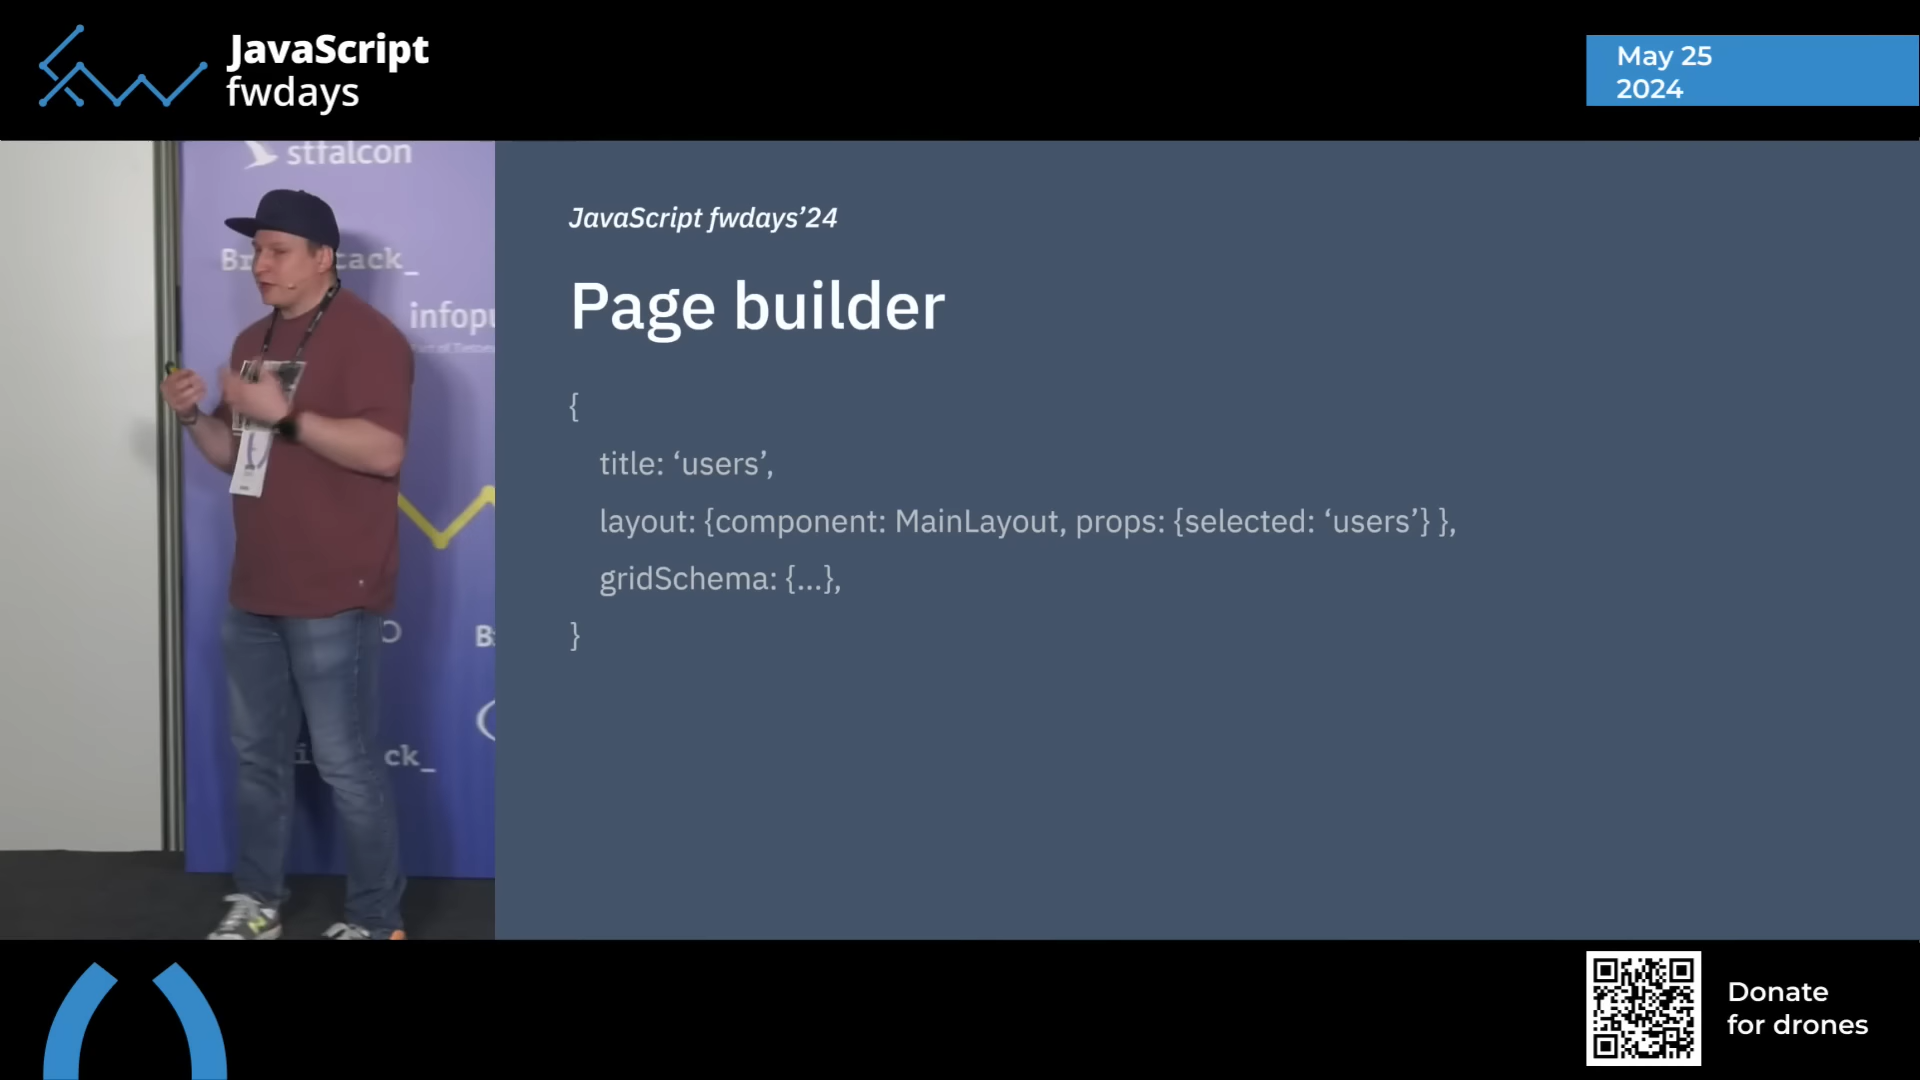 JavaScript
fwdays
May 25
2024
stfalcon
JavaScript fwdays’24
Page builder
{
title: ‘users’,
layout: {component: MainLayout, props: {selected: ‘users’} },
gridSchema: {...},
}
Donate
for drones